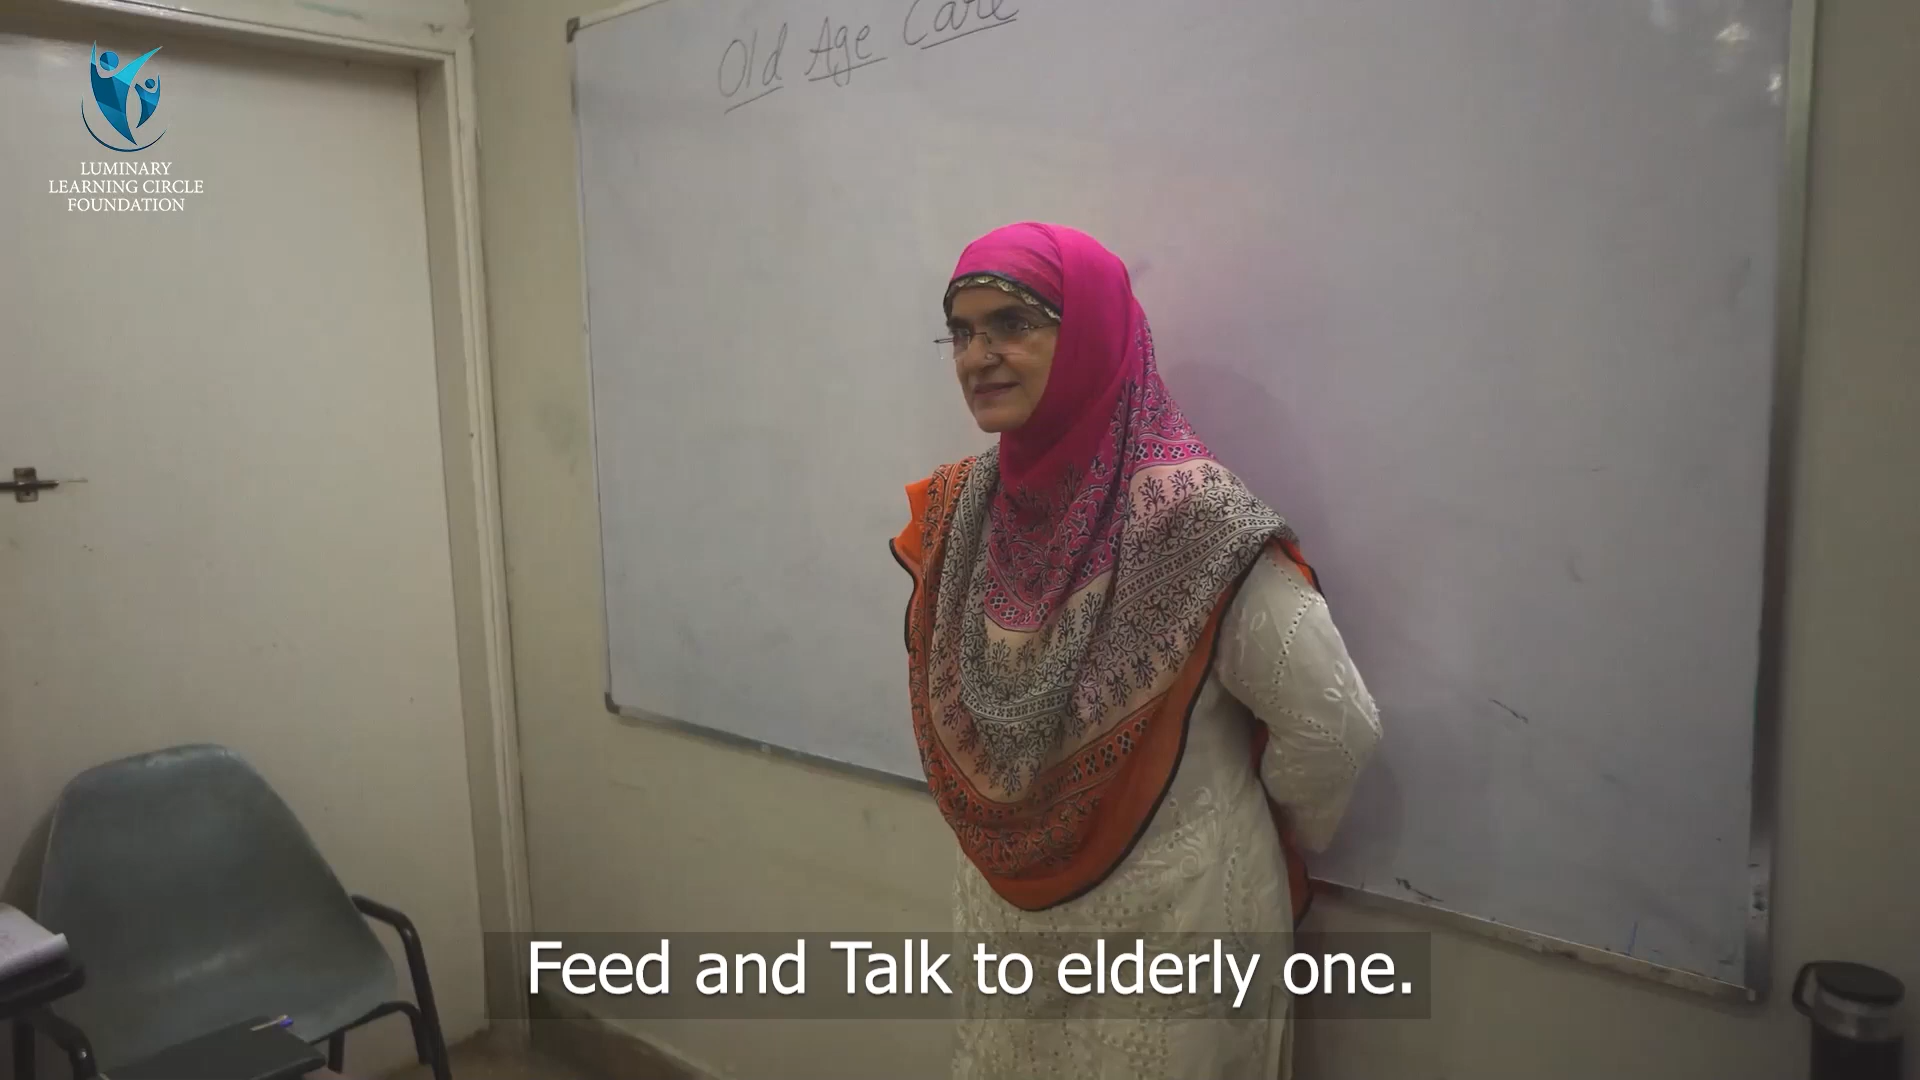 Old Age Care
LUMINARY
LEARNING CIRCLE
FOUNDATION
Feed and Talk to elderly one.